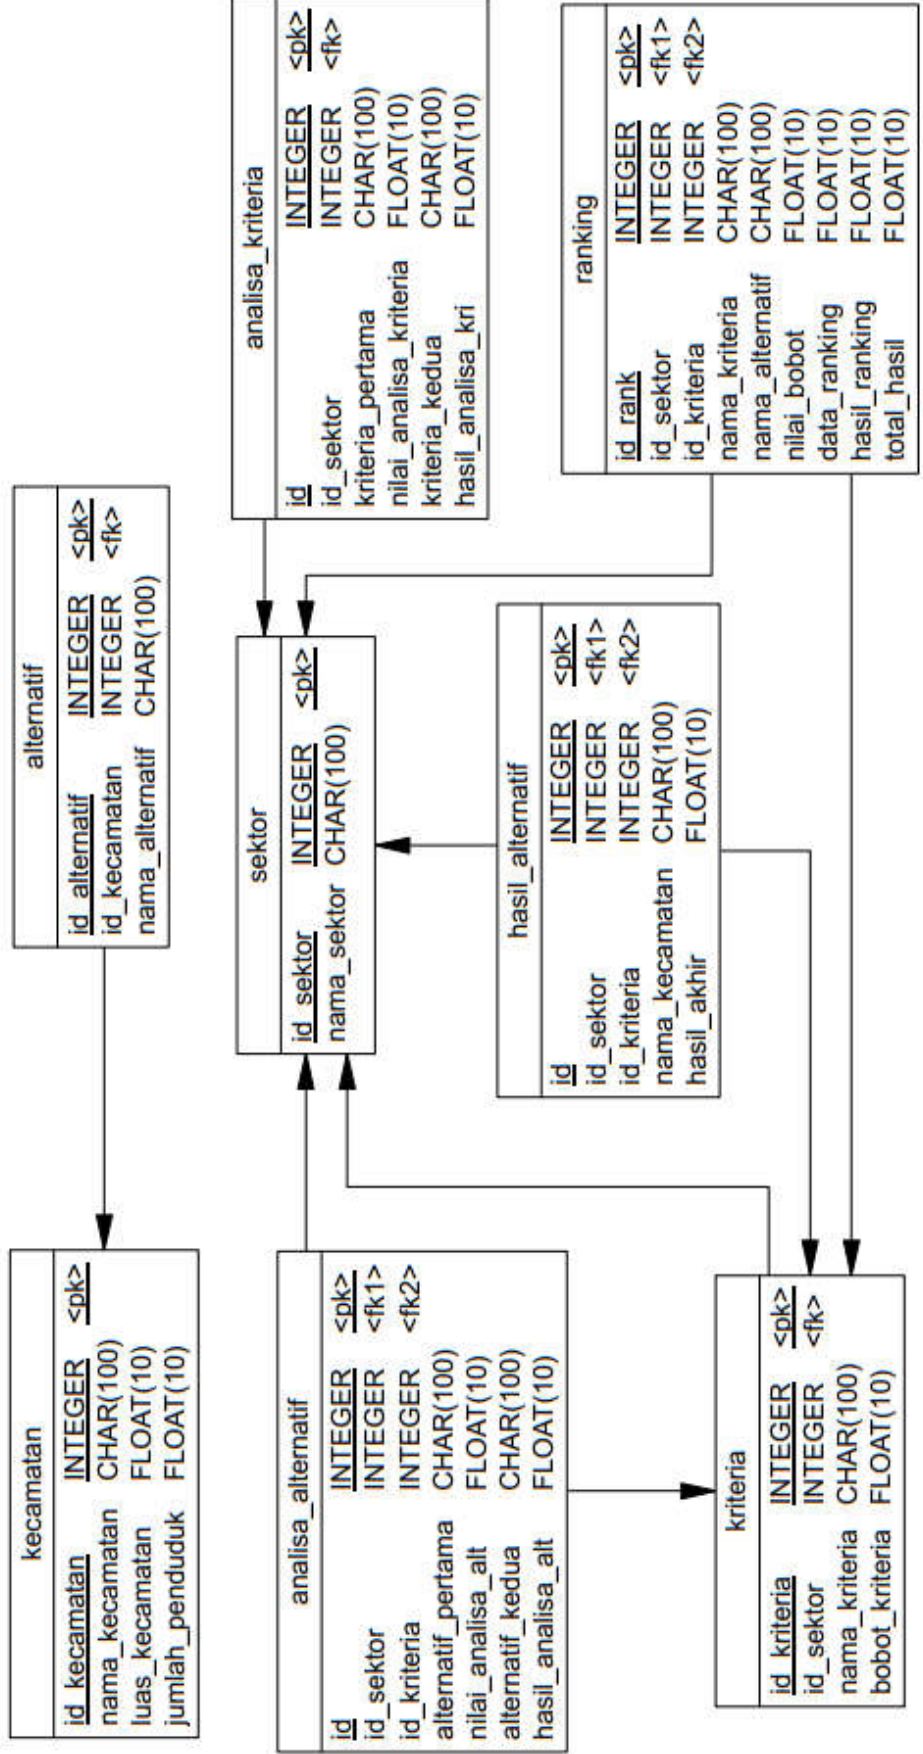 kecamatan
id_kecamatan INTEGER <pk>
nama_kecamatan CHAR(100)
luas_kecamatan FLOAT(10)
jumlah_penduduk FLOAT(10)
alternatif
id_alternatif INTEGER <pk>
id_kecamatan INTEGER <fk>
nama_alternatif CHAR(100)
analisa_alternatif
id INTEGER <pk>
id_sektor INTEGER <fk1>
id_kriteria INTEGER <fk2>
alternatif_pertama CHAR(100)
nilai_analisa_alt FLOAT(10)
alternatif_kedua CHAR(100)
hasil_analisa_alt FLOAT(10)
sektor
id_sektor INTEGER <pk>
nama_sektor CHAR(100)
analisa_kriteria
id INTEGER <pk>
id_sektor INTEGER <fk>
kriteria_pertama CHAR(100)
nilai_analisa_kriteria FLOAT(10)
kriteria_kedua CHAR(100)
hasil_analisa_kri FLOAT(10)
kriteria
id_kriteria INTEGER <pk>
id_sektor INTEGER <fk>
nama_kriteria CHAR(100)
bobot_kriteria FLOAT(10)
hasil_alternatif
id INTEGER <pk>
id_sektor INTEGER <fk1>
id_kriteria INTEGER <fk2>
nama_kecamatan CHAR(100)
hasil_akhir FLOAT(10)
ranking
id_rank INTEGER <pk>
id_sektor INTEGER <fk1>
id_kriteria INTEGER <fk2>
nama_kriteria CHAR(100)
nama_alternatif CHAR(100)
nilai_bobot FLOAT(10)
data_ranking FLOAT(10)
hasil_ranking FLOAT(10)
total_hasil FLOAT(10)